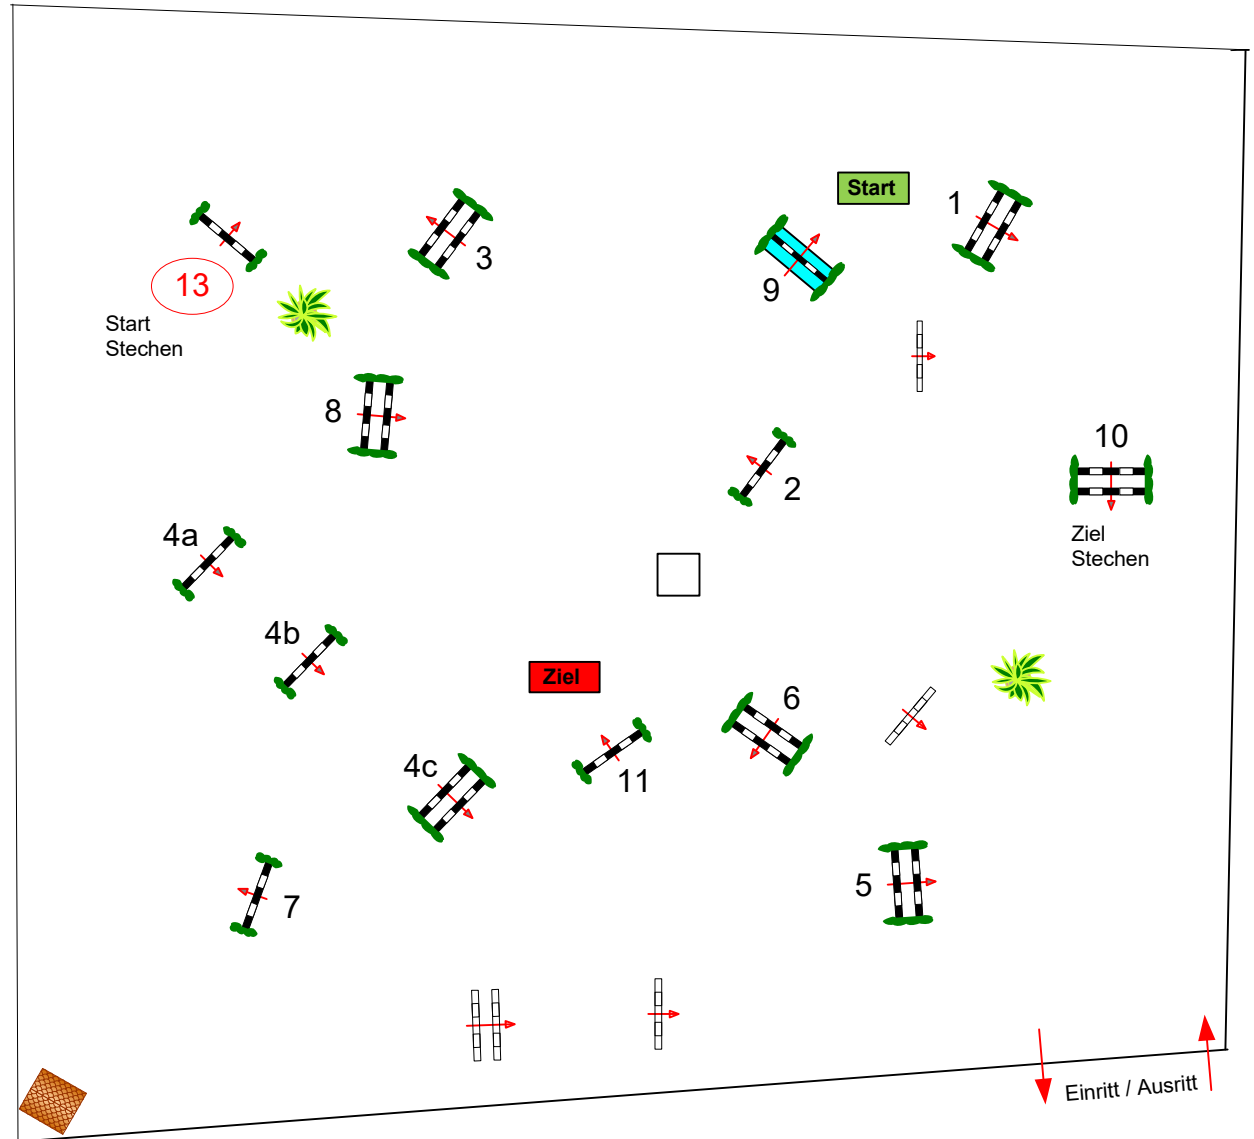 Start
1
3
9
13
Start
Stechen
8
10
2
4a
Ziel
Stechen
4b
Ziel
6
4c
11
5
7
Einritt / Ausritt